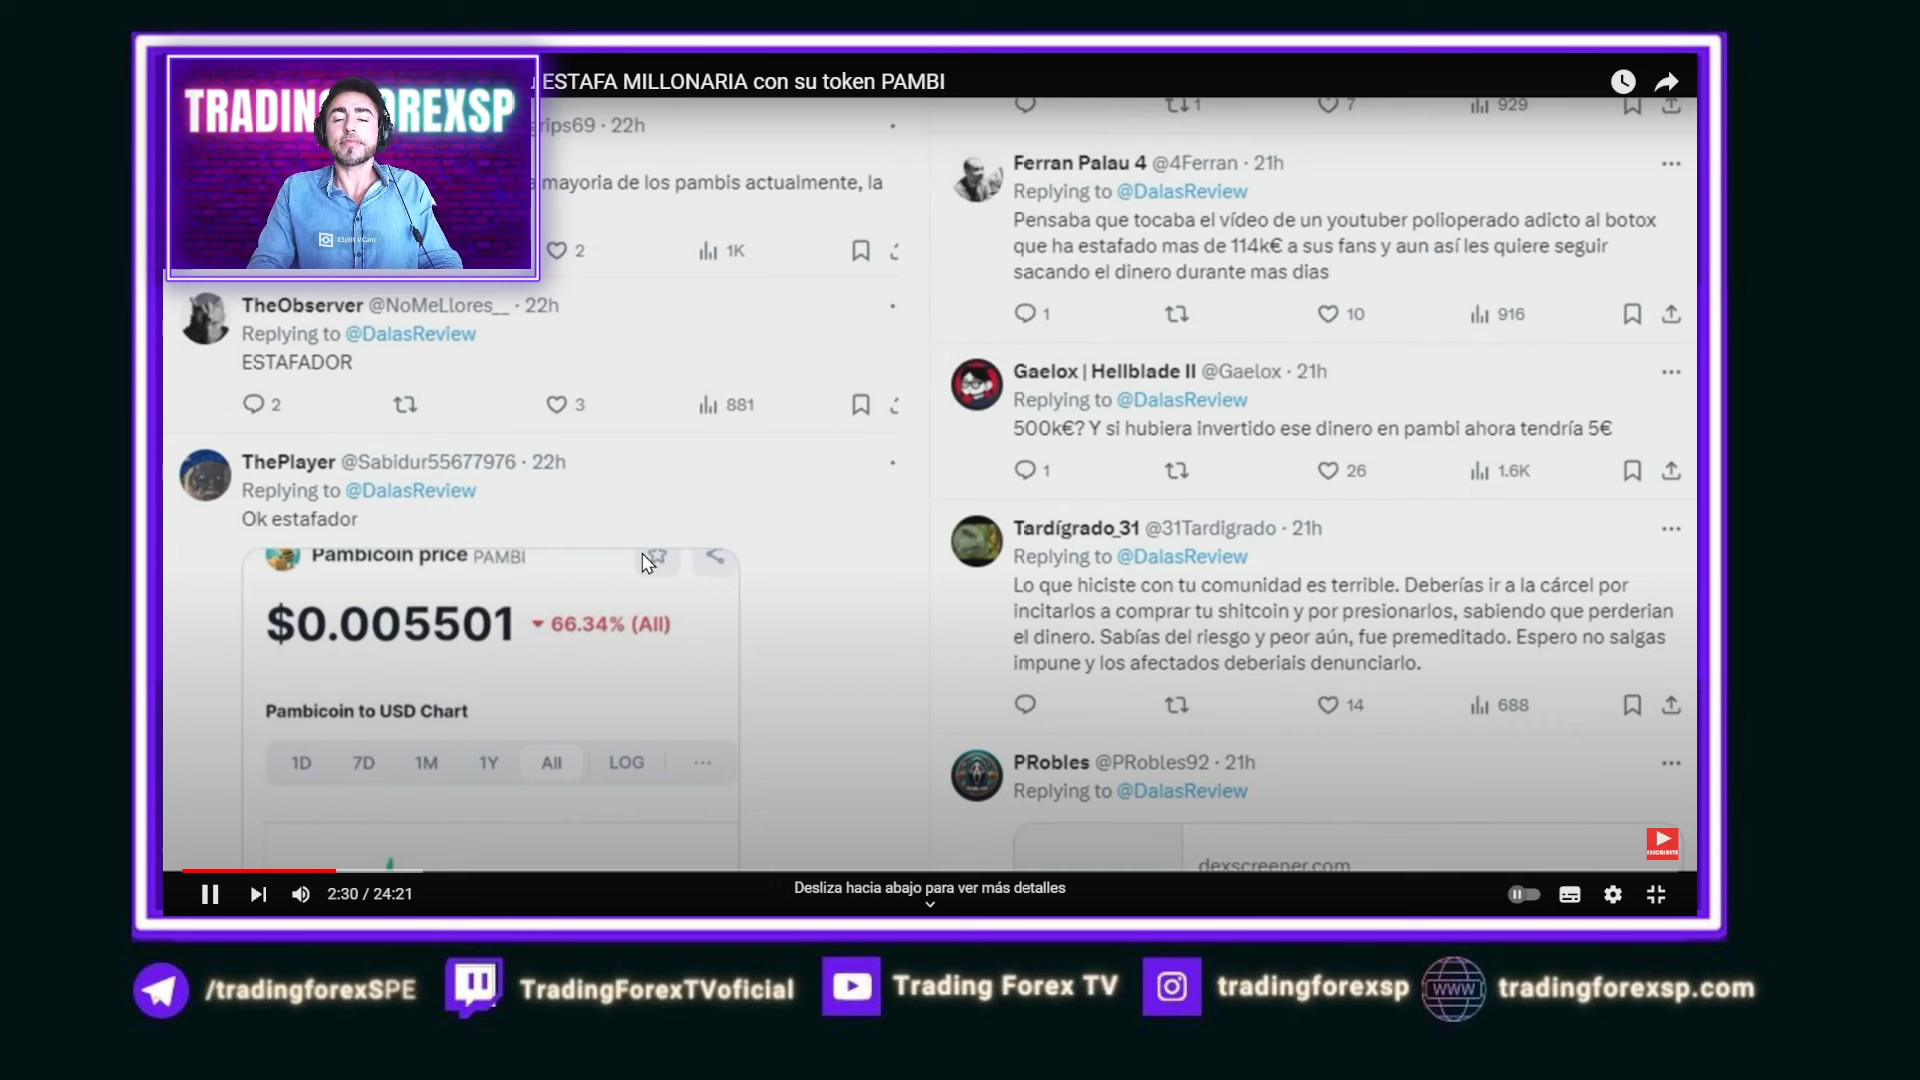 ESTAFA MILLONARIA con su token PAMBI
TRADINGFOREXSP
XSplit VCam
rips69 · 22h
mayoria de los pambis actualmente, la
2
1K
TheObserver @NoMeLlores__ · 22h
Replying to @DalasReview
ESTAFADOR
2
3
881
ThePlayer @Sabidur55677976 · 22h
Replying to @DalasReview
Ok estafador
Pambicoin price PAMBI
$0.005501
66.34% (All)
Pambicoin to USD Chart
1D 7D 1M 1Y All LOG
1
7
929
Ferran Palau 4 @4Ferran · 21h
Replying to @DalasReview
Pensaba que tocaba el vídeo de un youtuber polioperado adicto al botox
que ha estafado mas de 114k€ a sus fans y aun así les quiere seguir
sacando el dinero durante mas dias
1
10
916
Gaelox | Hellblade II @Gaelox · 21h
Replying to @DalasReview
500k€? Y si hubiera invertido ese dinero en pambi ahora tendría 5€
1
26
1.6K
Tardígrado_31 @31Tardigrado · 21h
Replying to @DalasReview
Lo que hiciste con tu comunidad es terrible. Deberías ir a la cárcel por
incitarlos a comprar tu shitcoin y por presionarlos, sabiendo que perderian
el dinero. Sabías del riesgo y peor aún, fue premeditado. Espero no salgas
impune y los afectados deberiais denunciarlo.
14
688
PRobles @PRobles92 · 21h
Replying to @DalasReview
dexscreener.com
SUSCRIBETE
2:30 / 24:21
Desliza hacia abajo para ver más detalles
/tradingforexSPE
TradingForexTVoficial
Trading Forex TV
tradingforexsp
WWW
tradingforexsp.com